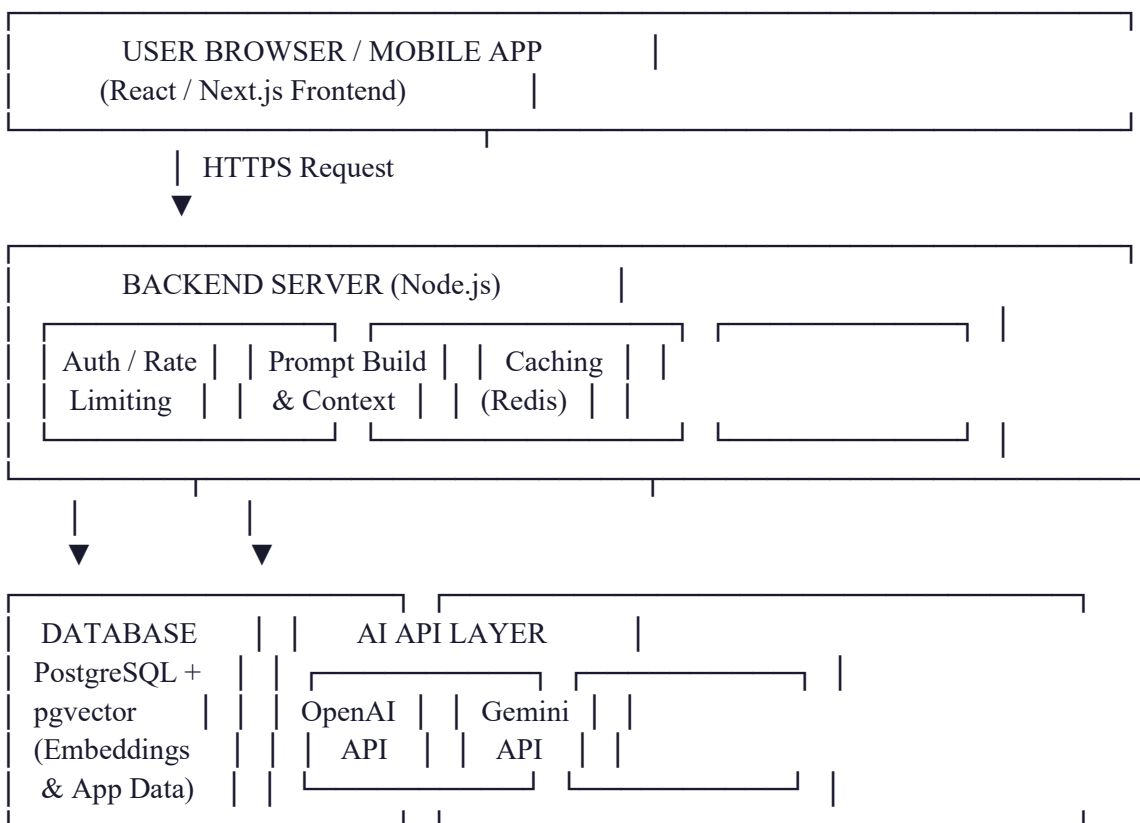 USER BROWSER / MOBILE APP
(React / Next.js Frontend)
HTTPS Request
BACKEND SERVER (Node.js)
Auth / Rate
Limiting
Prompt Build
& Context
Caching
(Redis)
DATABASE
PostgreSQL +
pgvector
(Embeddings
& App Data)
AI API LAYER
OpenAI
API
Gemini
API